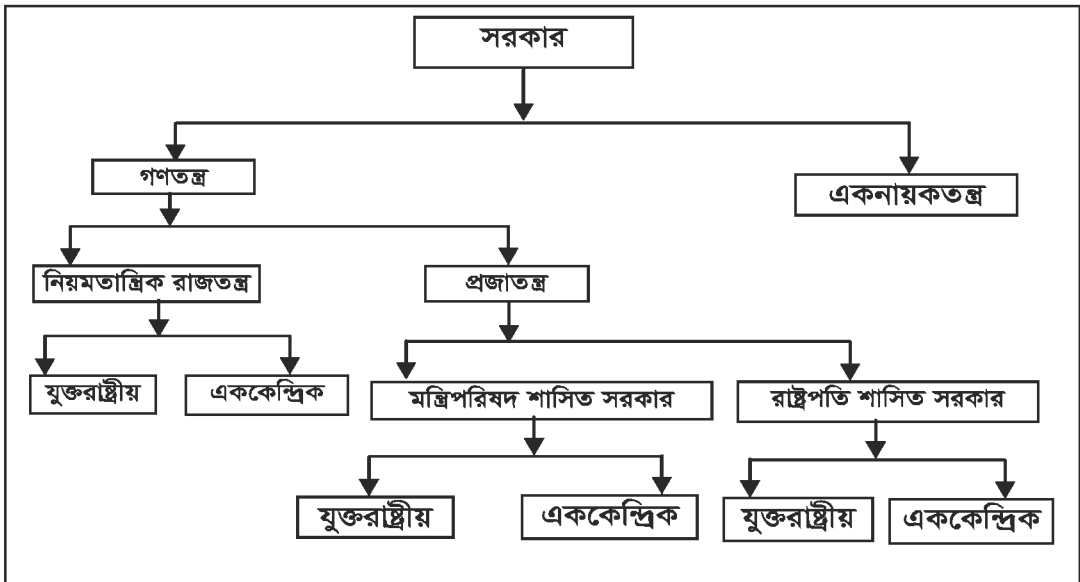 সরকার
গণতন্ত্র
একনায়কতন্ত্র
নিয়মতান্ত্রিক রাজতন্ত্র
প্রজাতন্ত্র
যুক্তরাষ্ট্রীয়
এককেন্দ্রিক
মন্ত্রিপরিষদ শাসিত সরকার
রাষ্ট্রপতি শাসিত সরকার
যুক্তরাষ্ট্রীয়
এককেন্দ্রিক
যুক্তরাষ্ট্রীয়
এককেন্দ্রিক